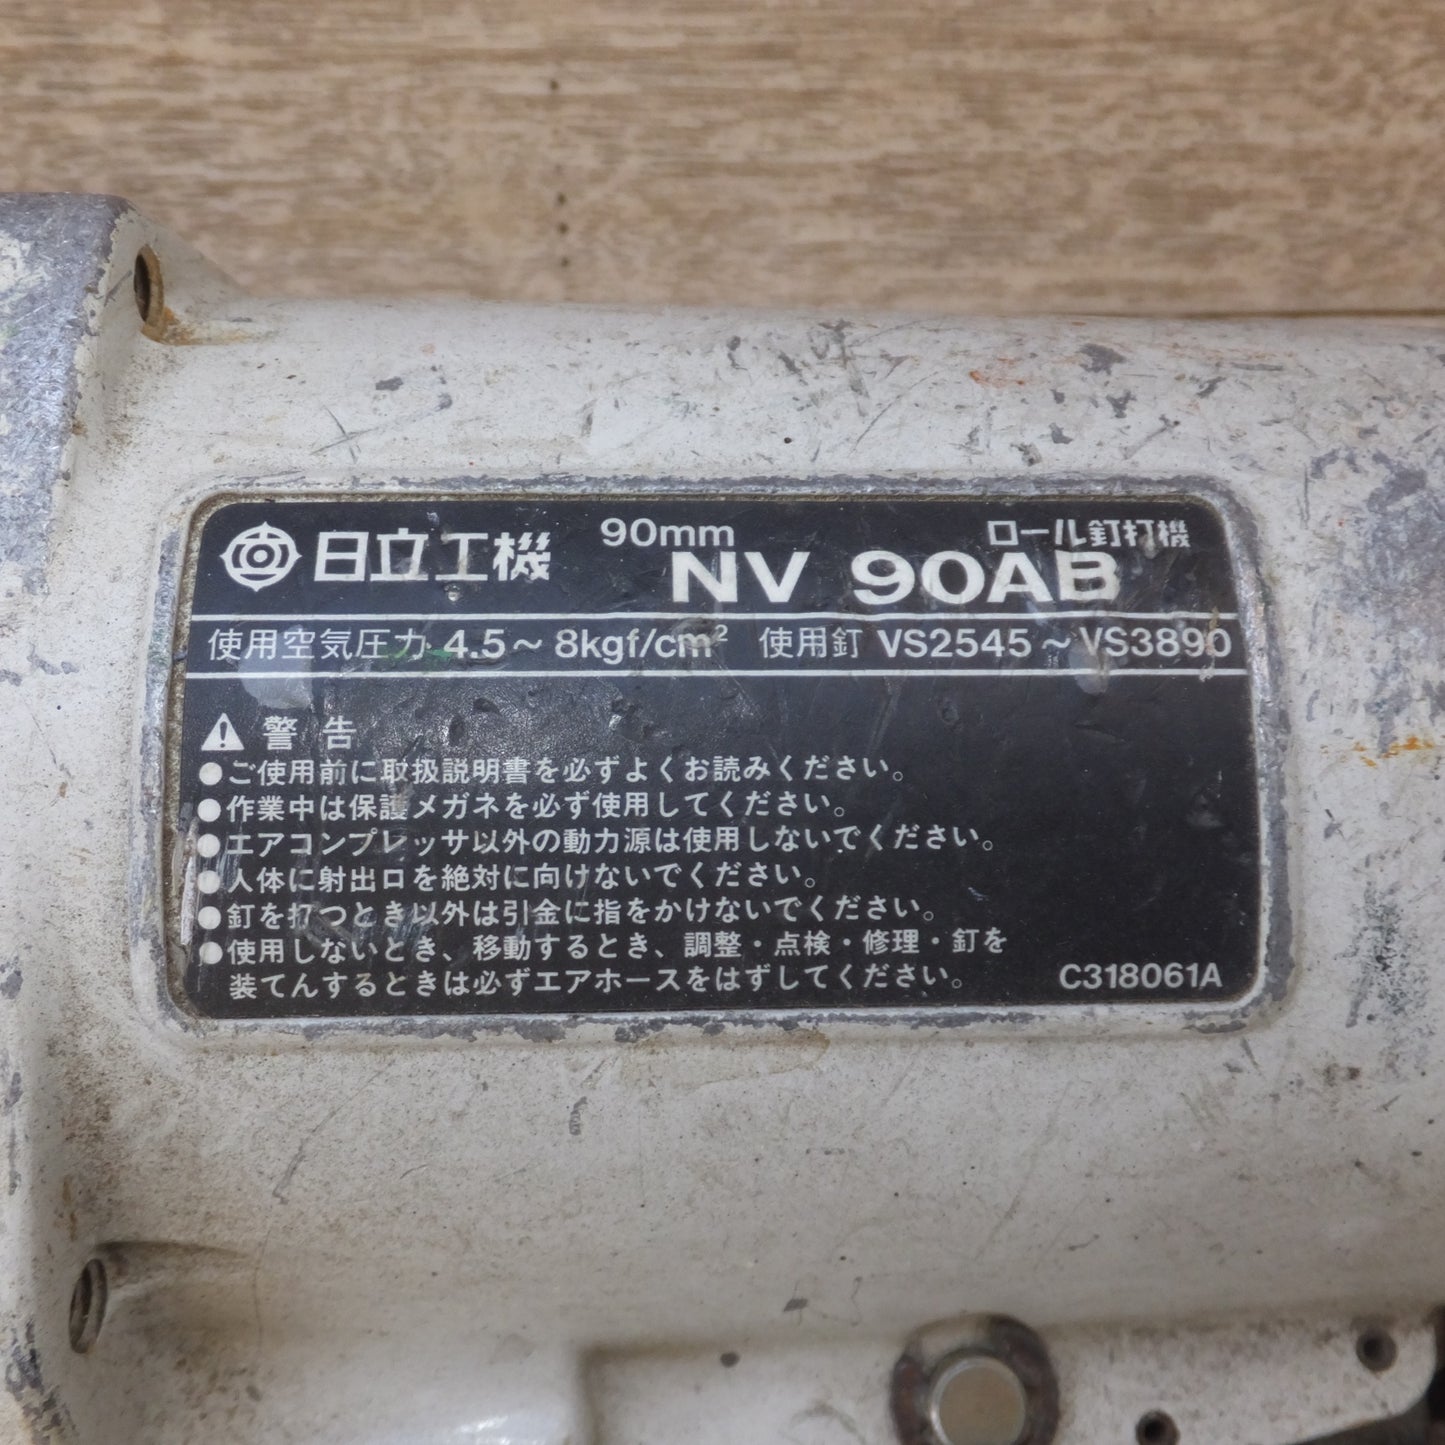 日立工機 90mm ロール釘打機
NV 90AB
使用空気圧力 4.5～8kgf/cm² 使用釘 VS2545～VS3890
⚠ 警告
●ご使用前に取扱説明書を必ずよくお読みください。
●作業中は保護メガネを必ず使用してください。
●エアコンプレッサ以外の動力源は使用しないでください。
●人体に射出口を絶対に向けないでください。
●釘を打つとき以外は引金に指をかけないでください。
●使用しないとき、移動するとき、調整・点検・修理・釘を
装てんするときは必ずエアホースをはずしてください。 C318061A